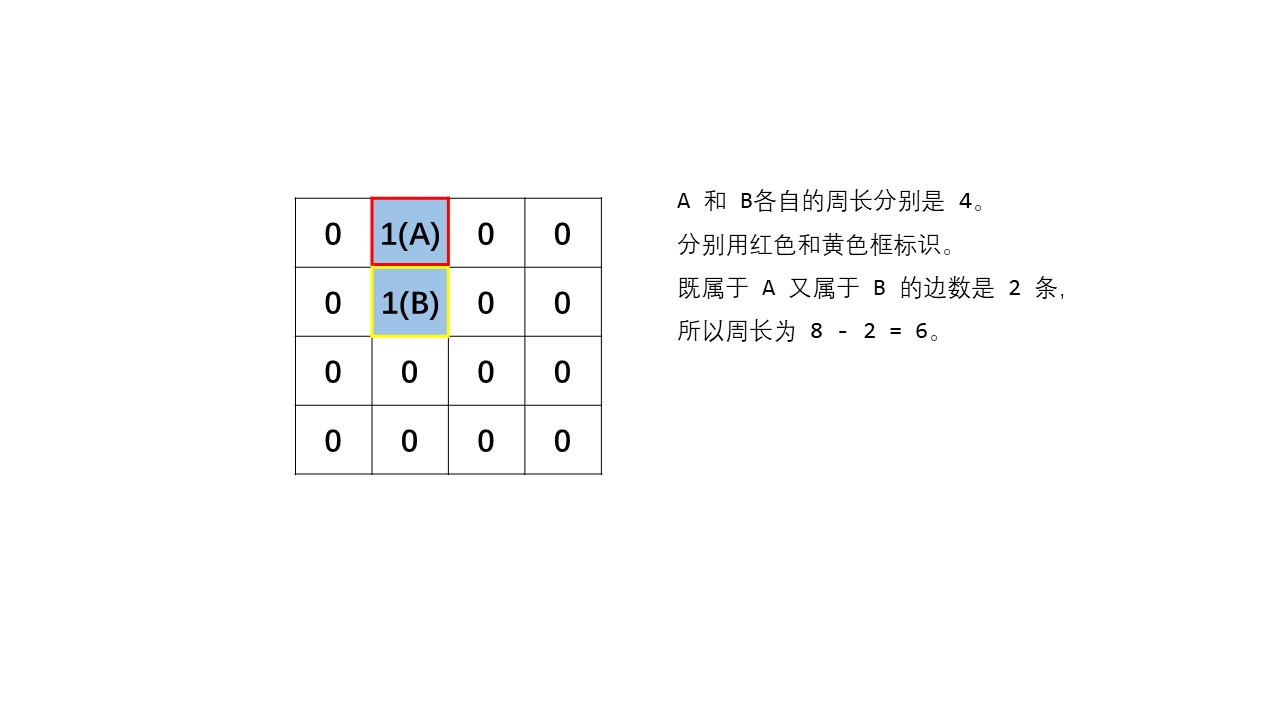 0 1(A) 0 0
0 1(B) 0 0
0 0 0 0
0 0 0 0
A 和 B各自的周长分别是 4。
分别用红色和黄色框标识。
既属于 A 又属于 B 的边数是 2 条，
所以周长为 8 - 2 = 6。